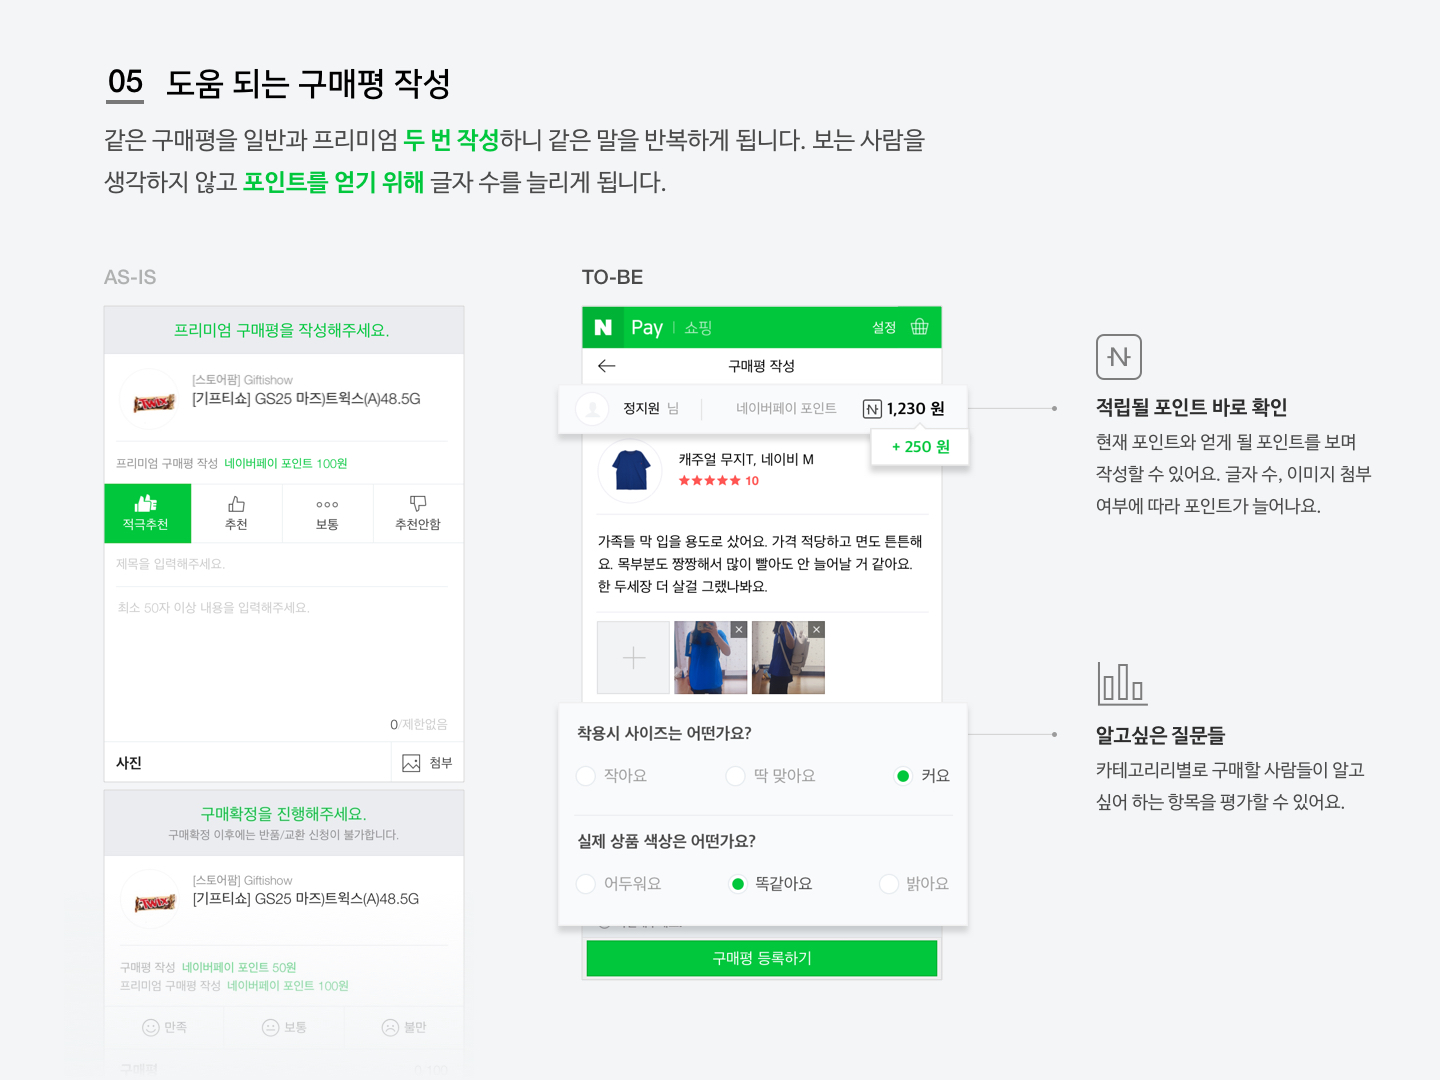 05 도움 되는 구매평 작성
같은 구매평을 일반과 프리미엄 두 번 작성하니 같은 말을 반복하게 됩니다. 보는 사람을
생각하지 않고 포인트를 얻기 위해 글자 수를 늘리게 됩니다.
AS-IS
프리미엄 구매평을 작성해주세요.
[스토어팜] Giftishow
[기프티쇼] GS25 마즈)트윅스(A)48.5G
프리미엄 구매평 작성 네이버페이 포인트 100원
적극추천
추천
보통
추천안함
제목을 입력해주세요.
최소 50자 이상 내용을 입력해주세요.
0/제한없음
사진
첨부
구매확정을 진행해주세요.
구매확정 이후에는 반품/교환 신청이 불가합니다.
[스토어팜] Giftishow
[기프티쇼] GS25 마즈)트윅스(A)48.5G
구매평 작성 네이버페이 포인트 50원
프리미엄 구매평 작성 네이버페이 포인트 100원
만족
보통
불만
TO-BE
N Pay 쇼핑
설정
구매평 작성
정지원 님
네이버페이 포인트
N 1,230 원
+ 250 원
캐주얼 무지T, 네이비 M
★★★★★ 10
가족들 막 입을 용도로 샀어요. 가격 적당하고 면도 튼튼해
요. 목부분도 짱짱해서 많이 빨아도 안 늘어날 거 같아요.
한 두세장 더 살걸 그랬나봐요.
착용시 사이즈는 어떤가요?
작아요
딱 맞아요
커요
실제 상품 색상은 어떤가요?
어두워요
똑같아요
밝아요
구매평 등록하기
N
적립될 포인트 바로 확인
현재 포인트와 얻게 될 포인트를 보며
작성할 수 있어요. 글자 수, 이미지 첨부
여부에 따라 포인트가 늘어나요.
알고싶은 질문들
카테고리리별로 구매할 사람들이 알고
싶어 하는 항목을 평가할 수 있어요.